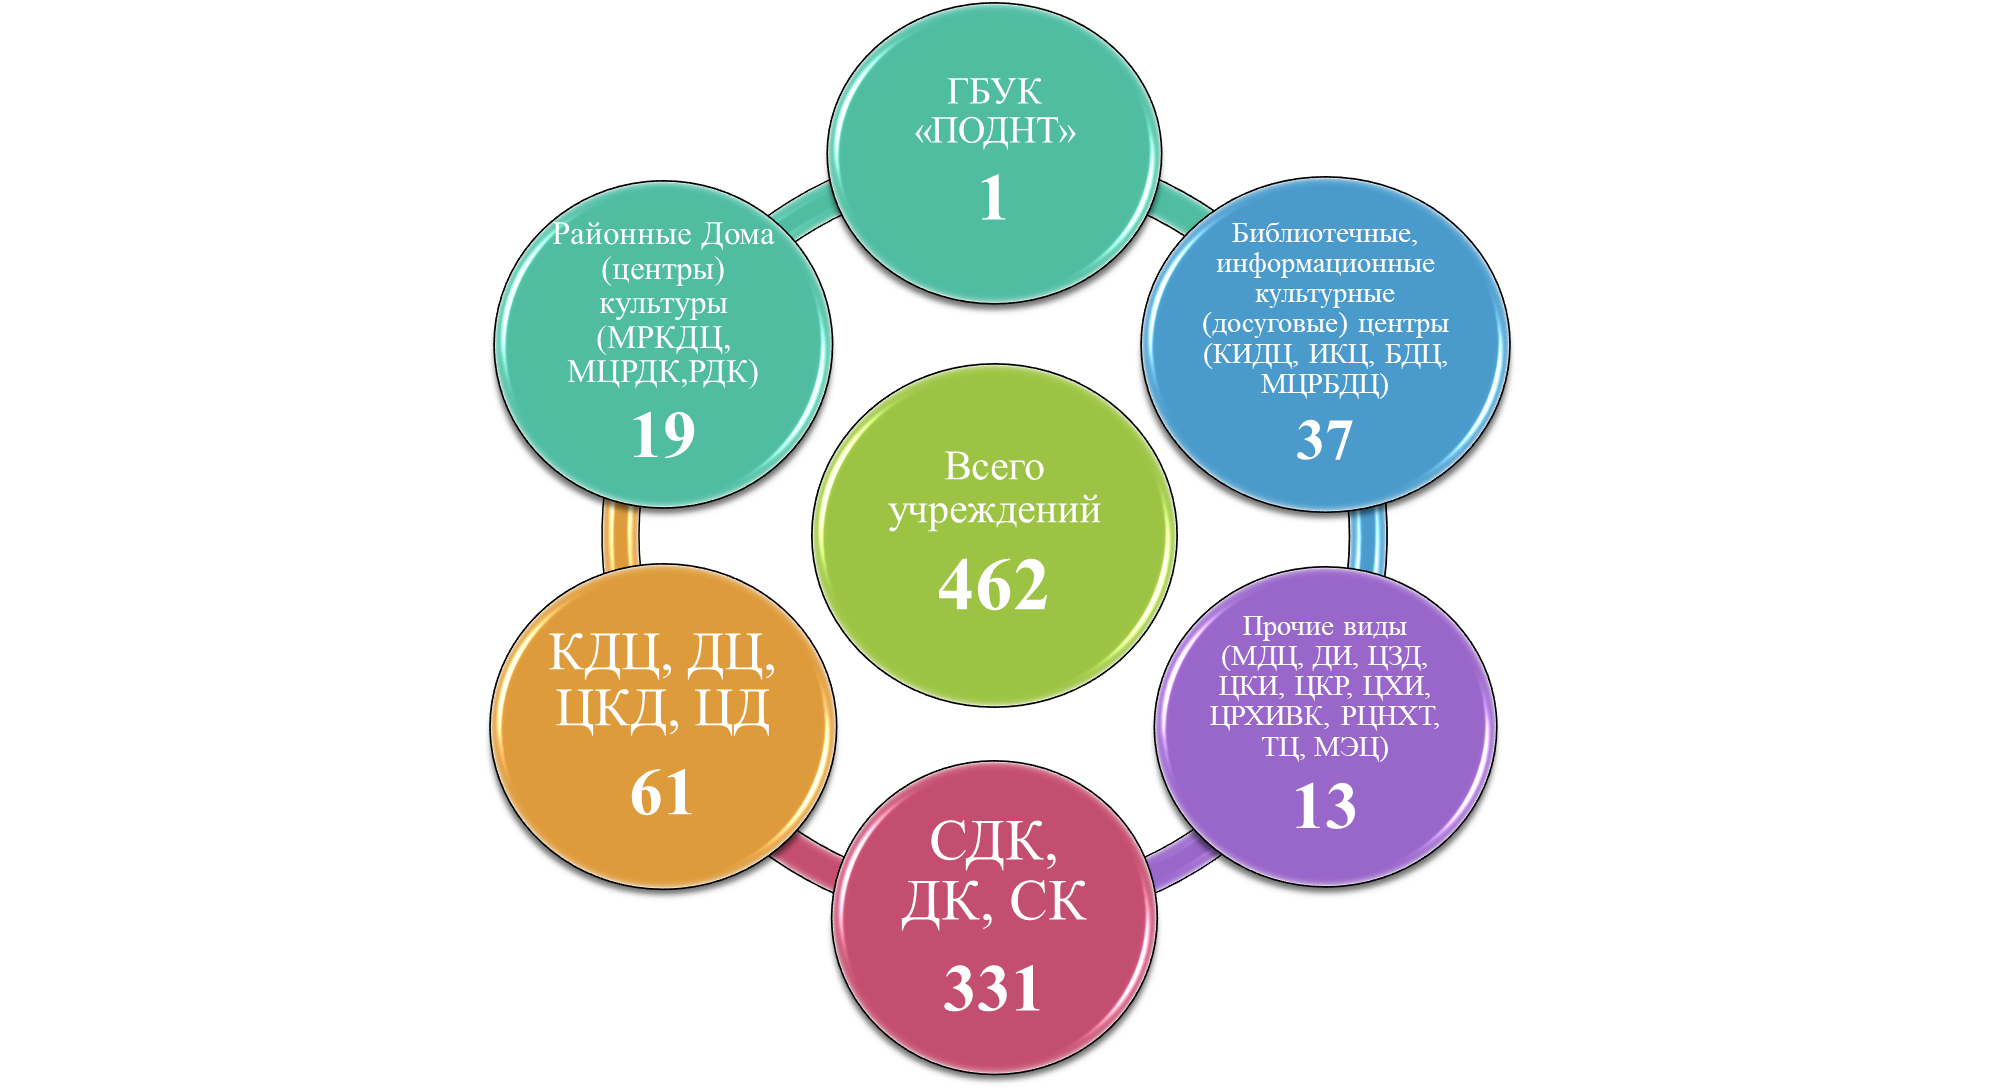 ГБУК
«ПОДНТ»
1
Библиотечные,
информационные
культурные
(досуговые) центры
(КИДЦ, ИКЦ, БДЦ,
МЦРБДЦ)
37
Прочие виды
(МДЦ, ДИ, ЦЗД,
ЦКИ, ЦКР, ЦХИ,
ЦРХИВК, РЦНХТ,
ТЦ, МЭЦ)
13
СДК,
ДК, СК
331
КДЦ, ДЦ,
ЦКД, ЦД
61
Районные Дома
(центры)
культуры
(МРКДЦ,
МЦРДК,РДК)
19
Всего
учреждений
462